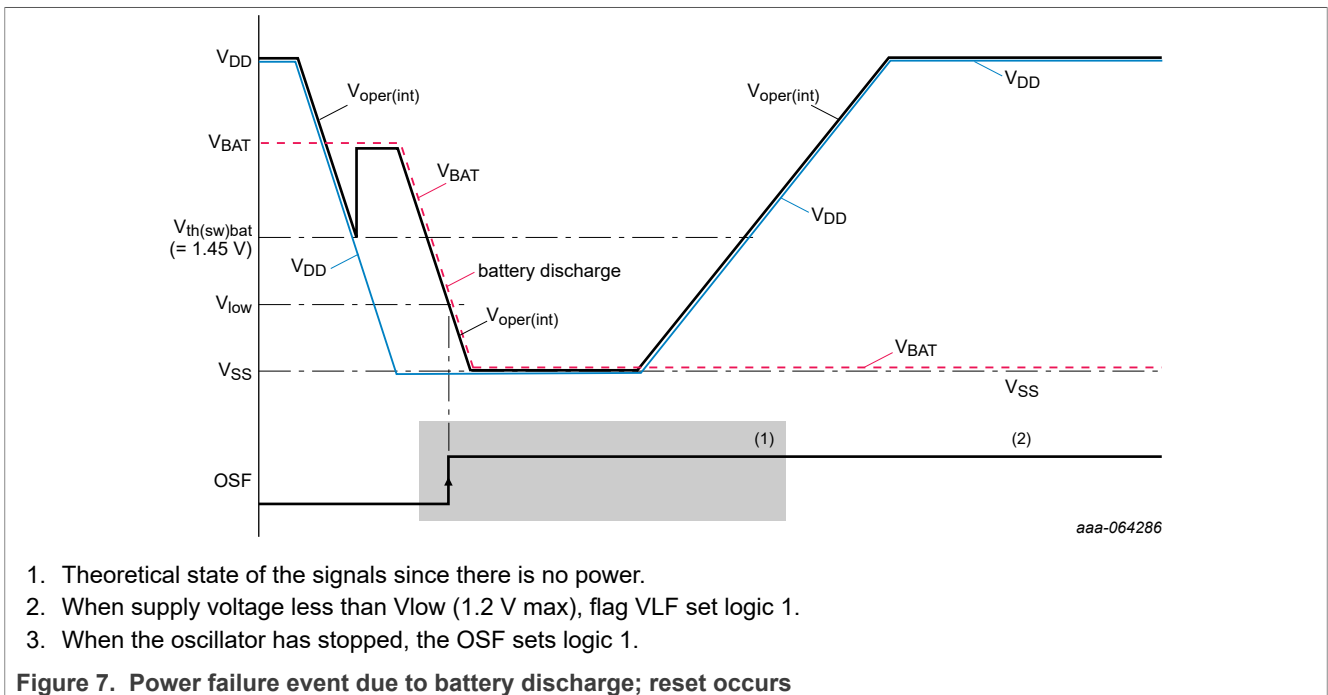 VDD
Voper(int)
Voper(int)
VDD
VBAT
VBAT
VDD
Vth(sw)bat
(= 1.45 V)
VDD
battery discharge
Vlow
Voper(int)
VBAT
VSS
VSS
(1)
(2)
OSF
aaa-064286
1. Theoretical state of the signals since there is no power.
2. When supply voltage less than Vlow (1.2 V max), flag VLF set logic 1.
3. When the oscillator has stopped, the OSF sets logic 1.
Figure 7. Power failure event due to battery discharge; reset occurs